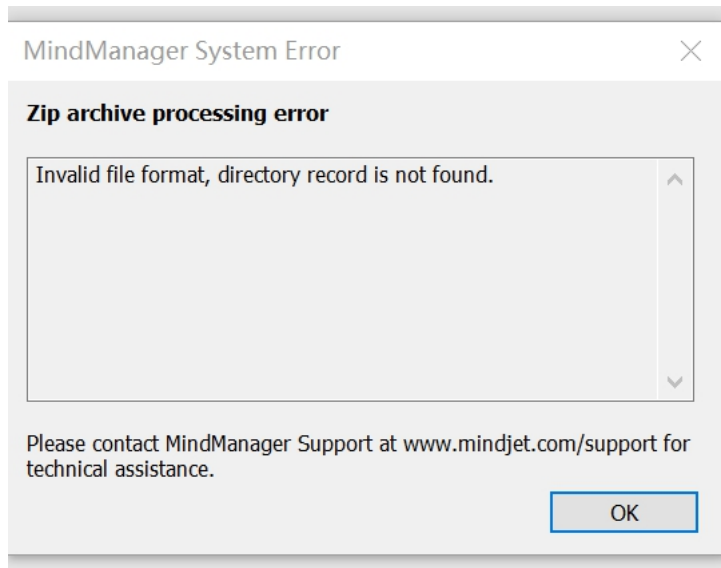 MindManager System Error
Zip archive processing error
Invalid file format, directory record is not found.
Please contact MindManager Support at www.mindjet.com/support for
technical assistance.
OK